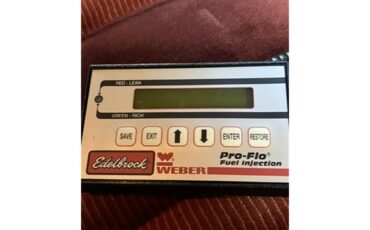 RED - LEAN
GREEN - RICH
SAVE EXIT ENTER RESTORE
Edelbrock WEBER Pro-Flo®
Fuel Injection